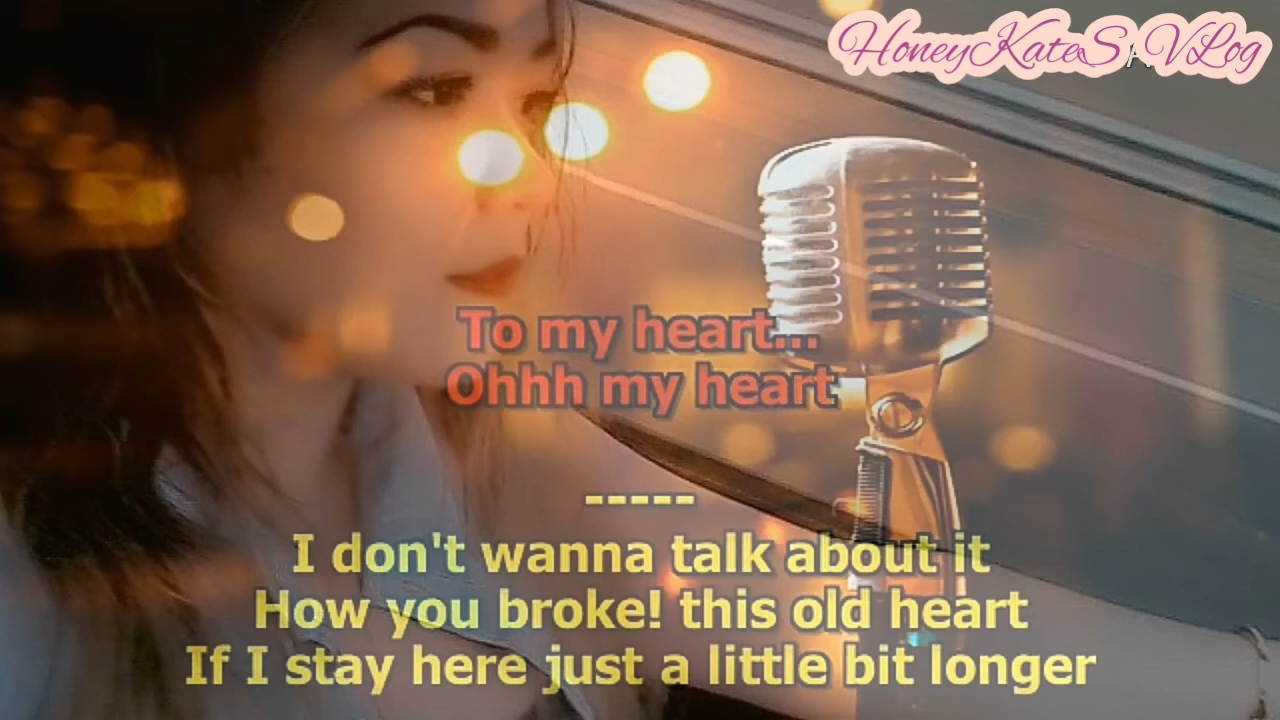 HoneyKateS VLog
To my heart...
Ohhh my heart
-----
I don't wanna talk about it
How you broke! this old heart
If I stay here just a little bit longer